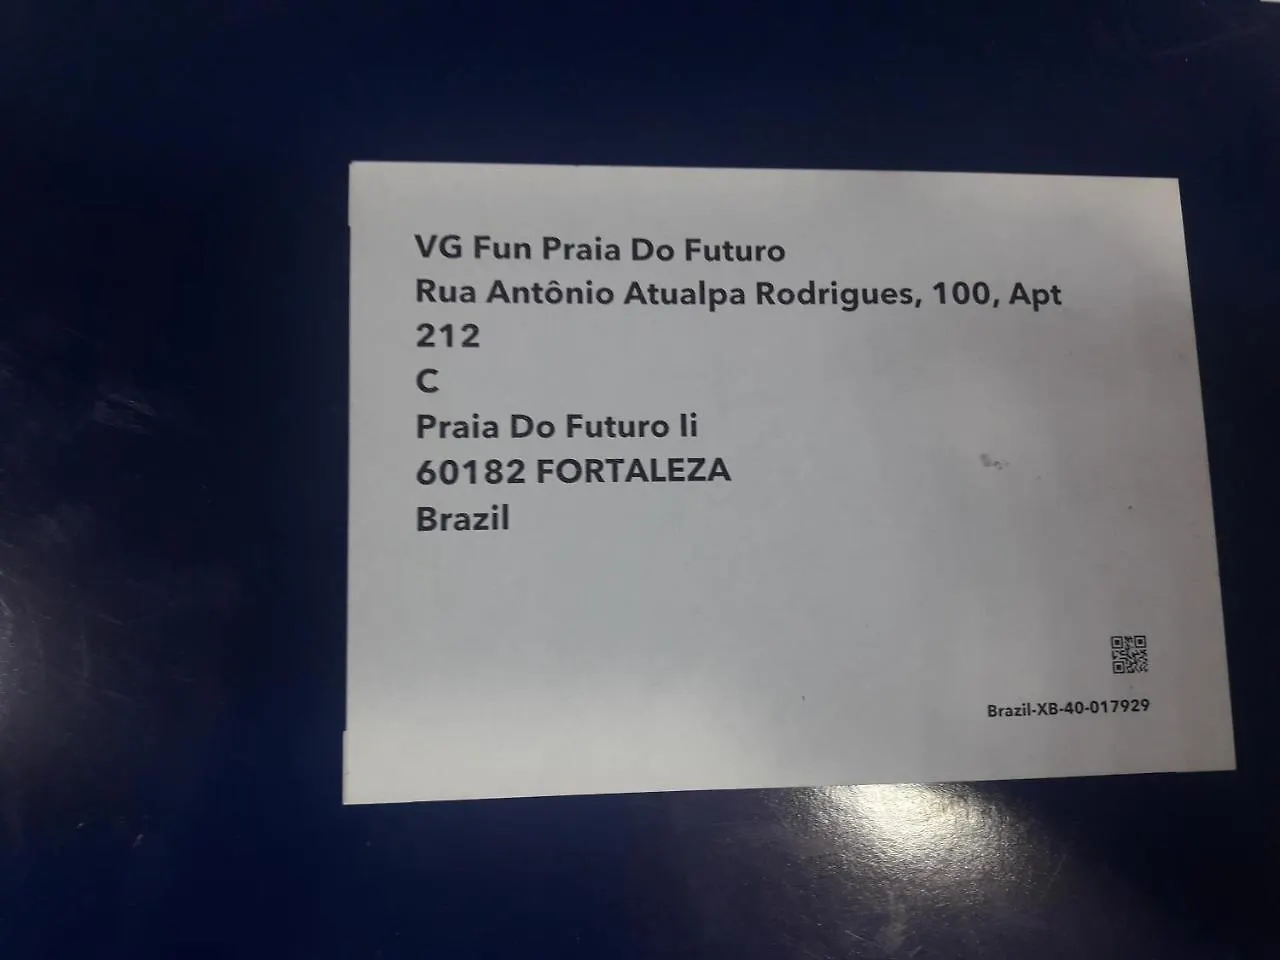 VG Fun Praia Do Futuro
Rua Antônio Atualpa Rodrigues, 100, Apt
212
C
Praia Do Futuro Ii
60182 FORTALEZA
Brazil
Brazil-XB-40-017929